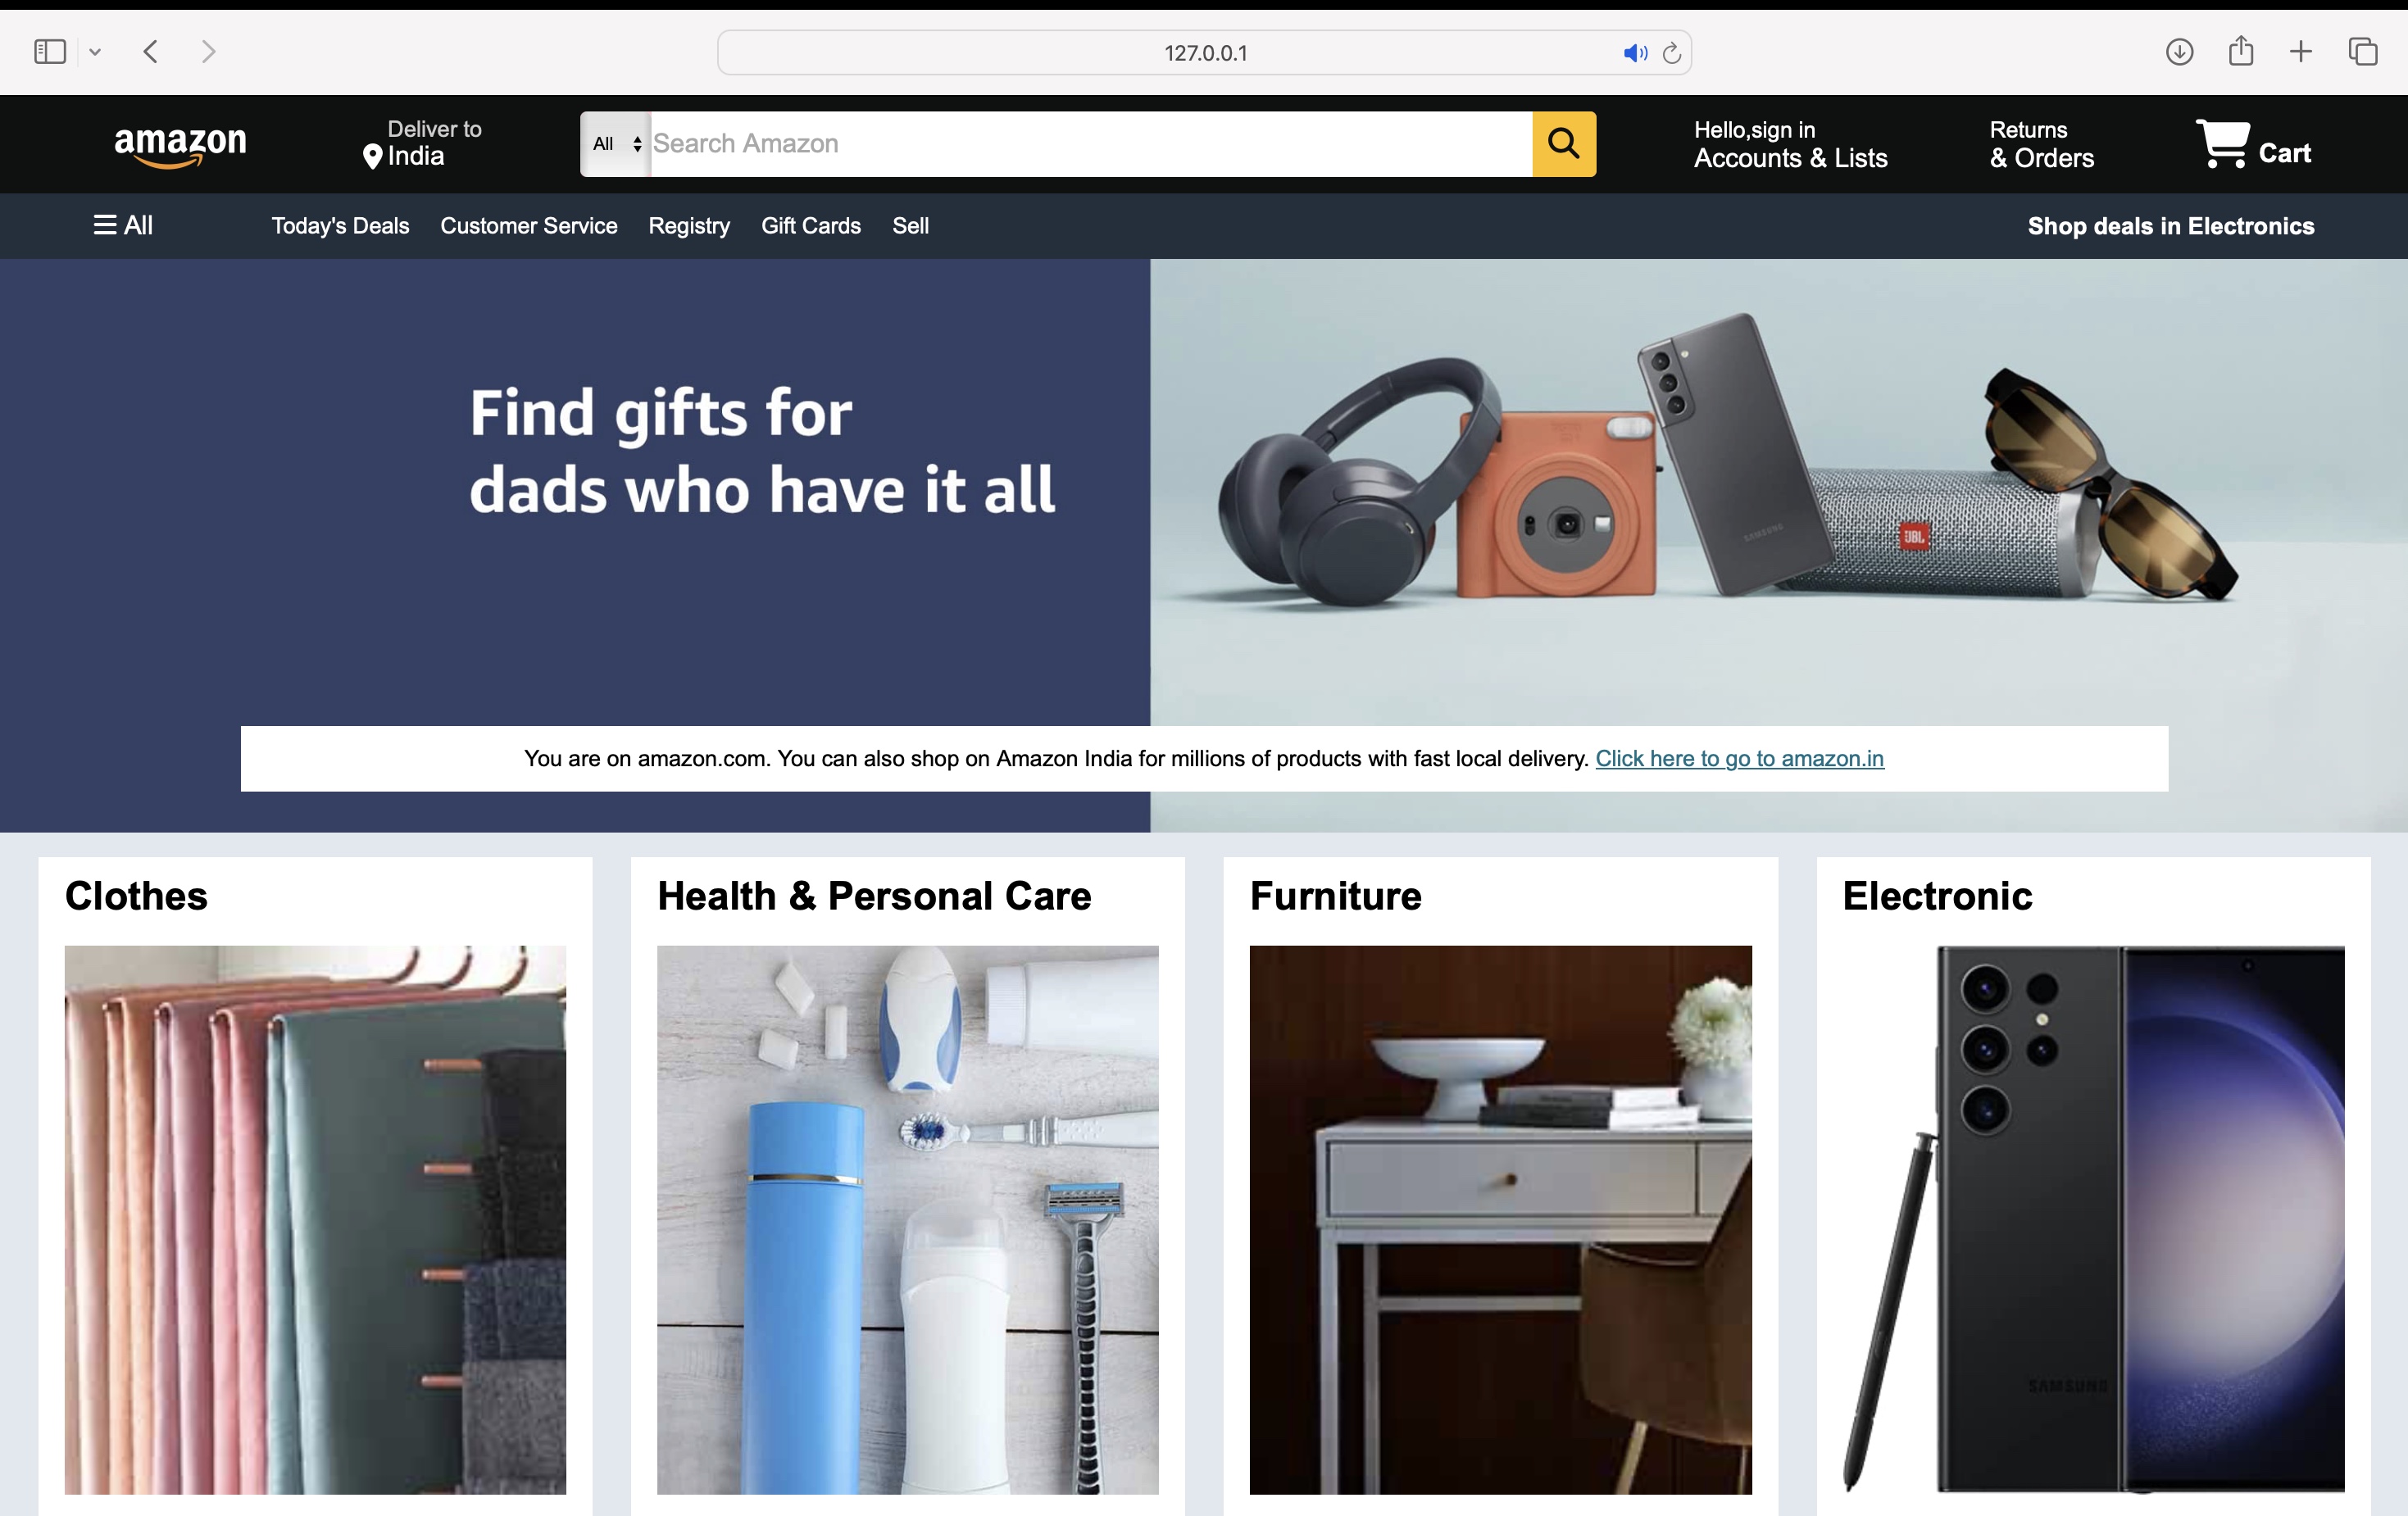 127.0.0.1
amazon
Deliver to
India
All
Search Amazon
Hello,sign in
Accounts & Lists
Returns
& Orders
Cart
All
Today's Deals
Customer Service
Registry
Gift Cards
Sell
Shop deals in Electronics
Find gifts for
dads who have it all
SAMSUNG
JBL
You are on amazon.com. You can also shop on Amazon India for millions of products with fast local delivery. Click here to go to amazon.in
Clothes
Health & Personal Care
Furniture
Electronic
SAMSUNG